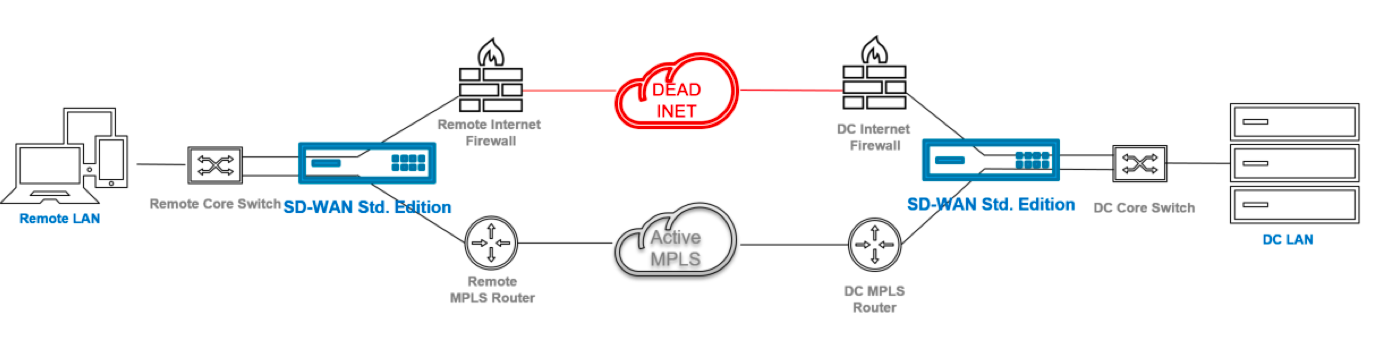 DEAD
INET
Remote Internet
Firewall
DC Internet
Firewall
Remote LAN
Remote Core Switch
SD-WAN Std. Edition
SD-WAN Std. Edition
DC Core Switch
DC LAN
Active
MPLS
Remote
MPLS Router
DC MPLS
Router